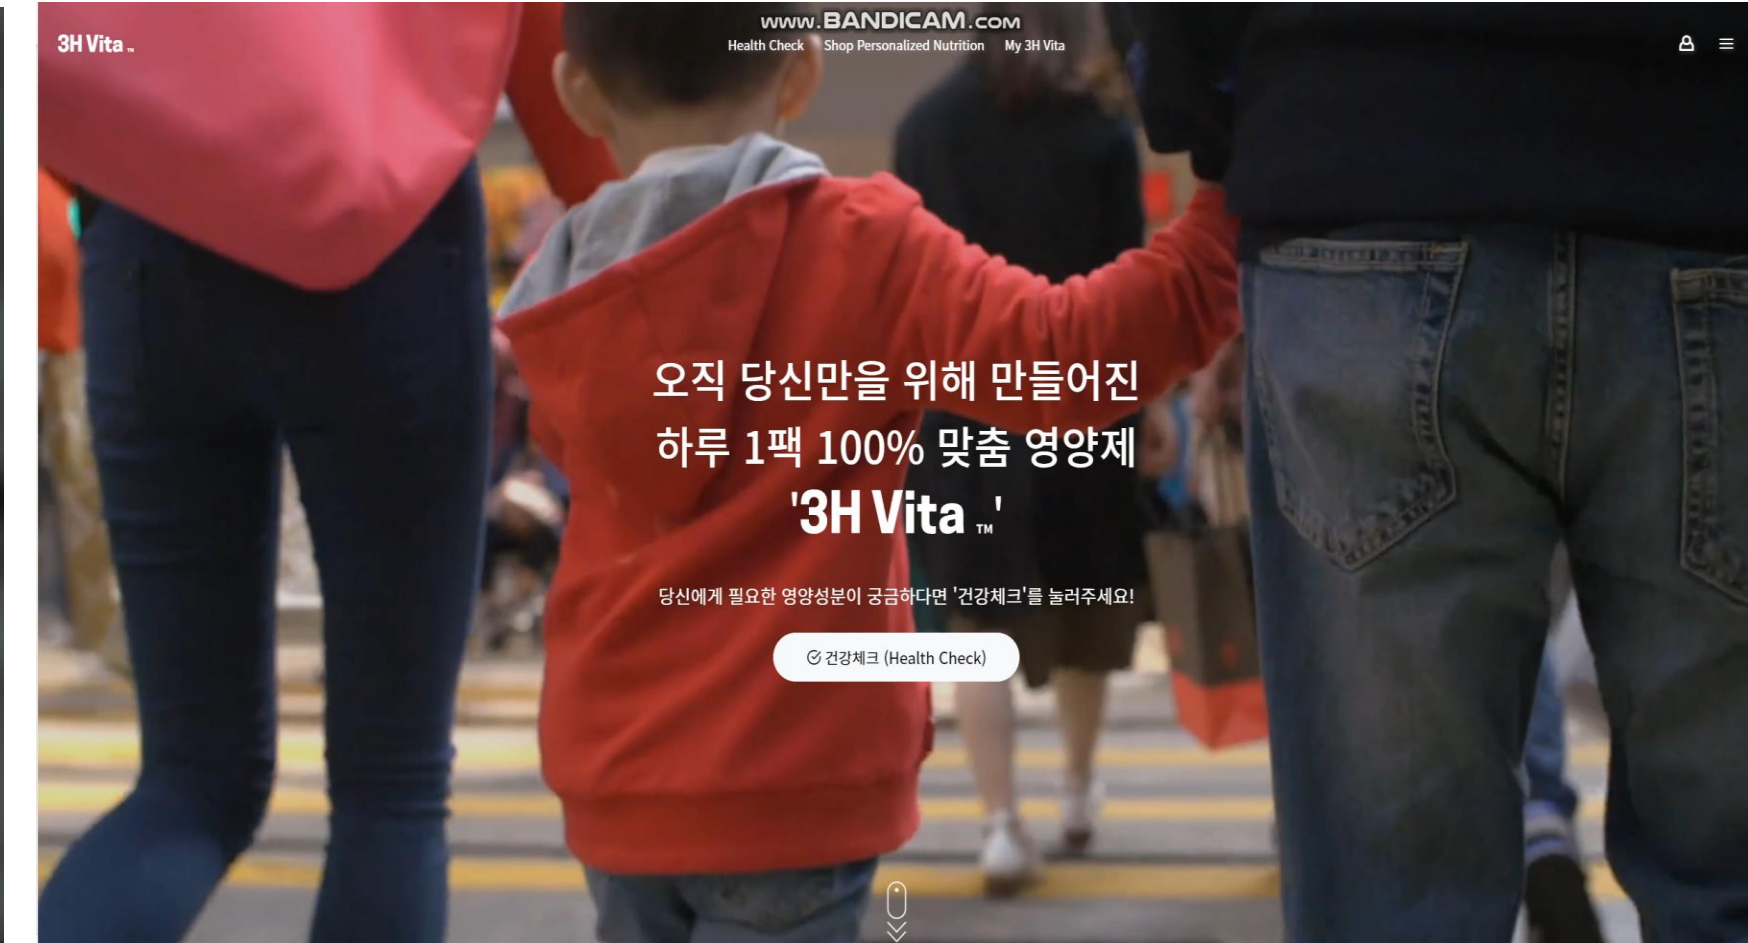 www.BANDICAM.com
3H Vita ™
Health Check
Shop Personalized Nutrition
My 3H Vita
오직 당신만을 위해 만들어진
하루 1팩 100% 맞춤 영양제
'3H Vita ™'
당신에게 필요한 영양성분이 궁금하다면 '건강체크'를 눌러주세요!
건강체크 (Health Check)